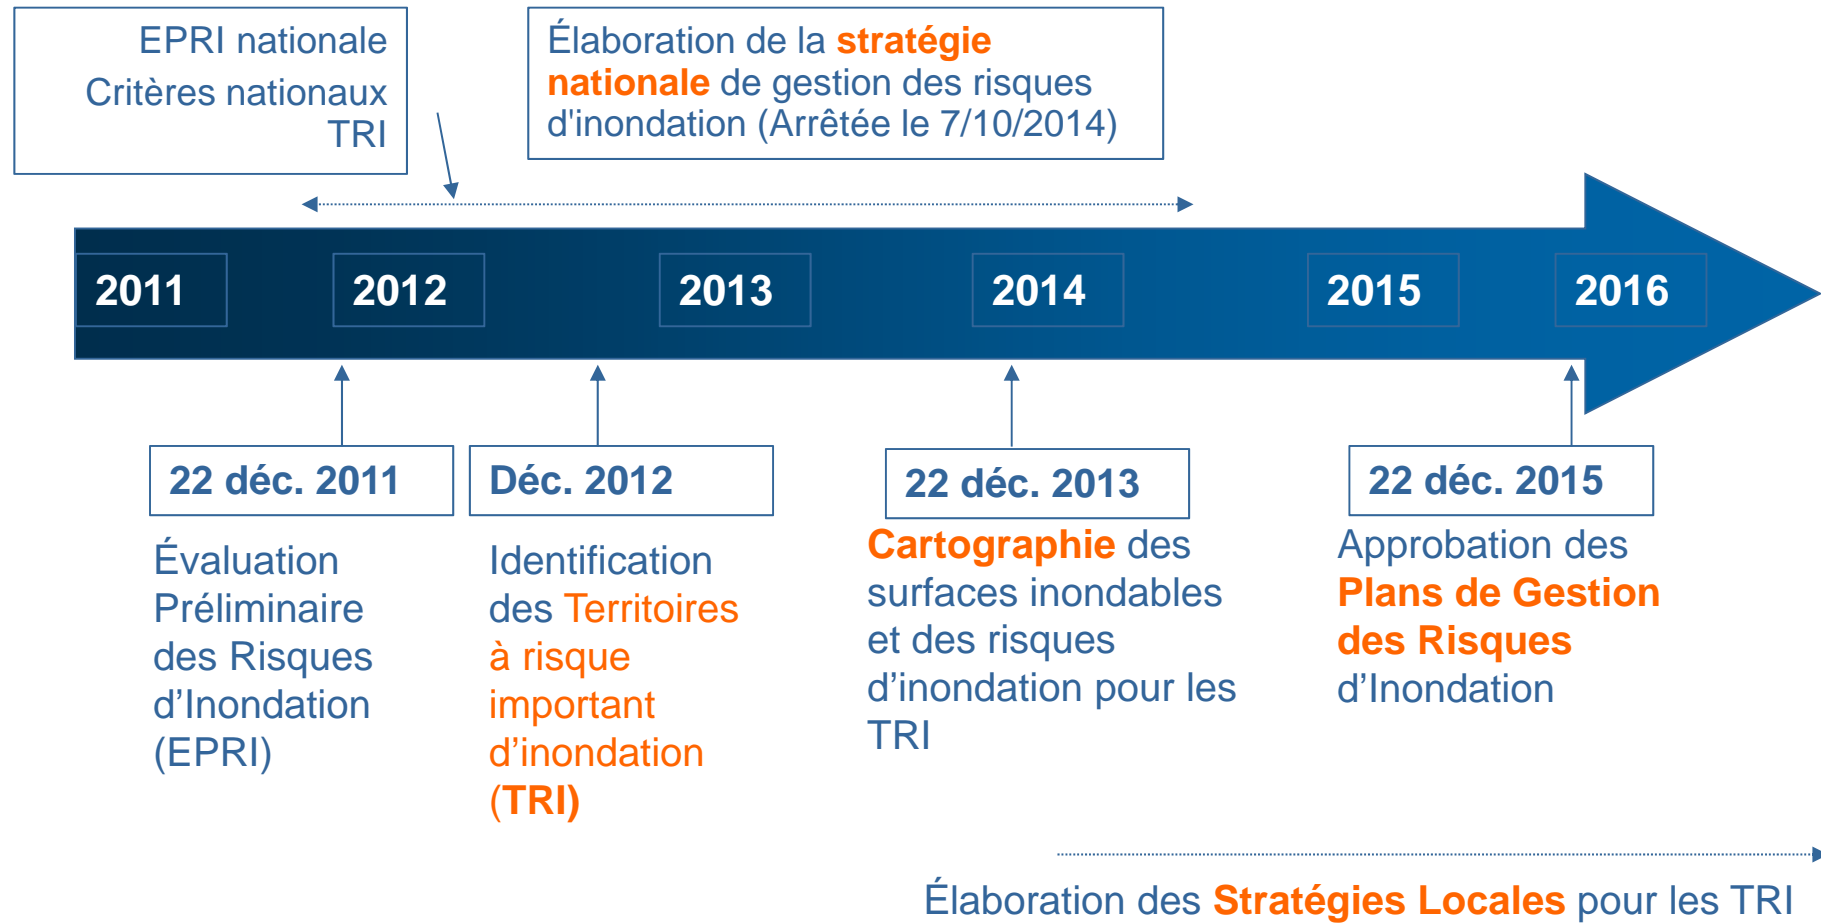 EPRI nationale
Critères nationaux
TRI
Élaboration de la stratégie
nationale de gestion des risques
d'inondation (Arrêtée le 7/10/2014)
2011
2012
2013
2014
2015
2016
22 déc. 2011
Évaluation
Préliminaire
des Risques
d’Inondation
(EPRI)
Déc. 2012
Identification
des Territoires
à risque
important
d’inondation
(TRI)
22 déc. 2013
Cartographie des
surfaces inondables
et des risques
d’inondation pour les
TRI
22 déc. 2015
Approbation des
Plans de Gestion
des Risques
d’Inondation
Élaboration des Stratégies Locales pour les TRI